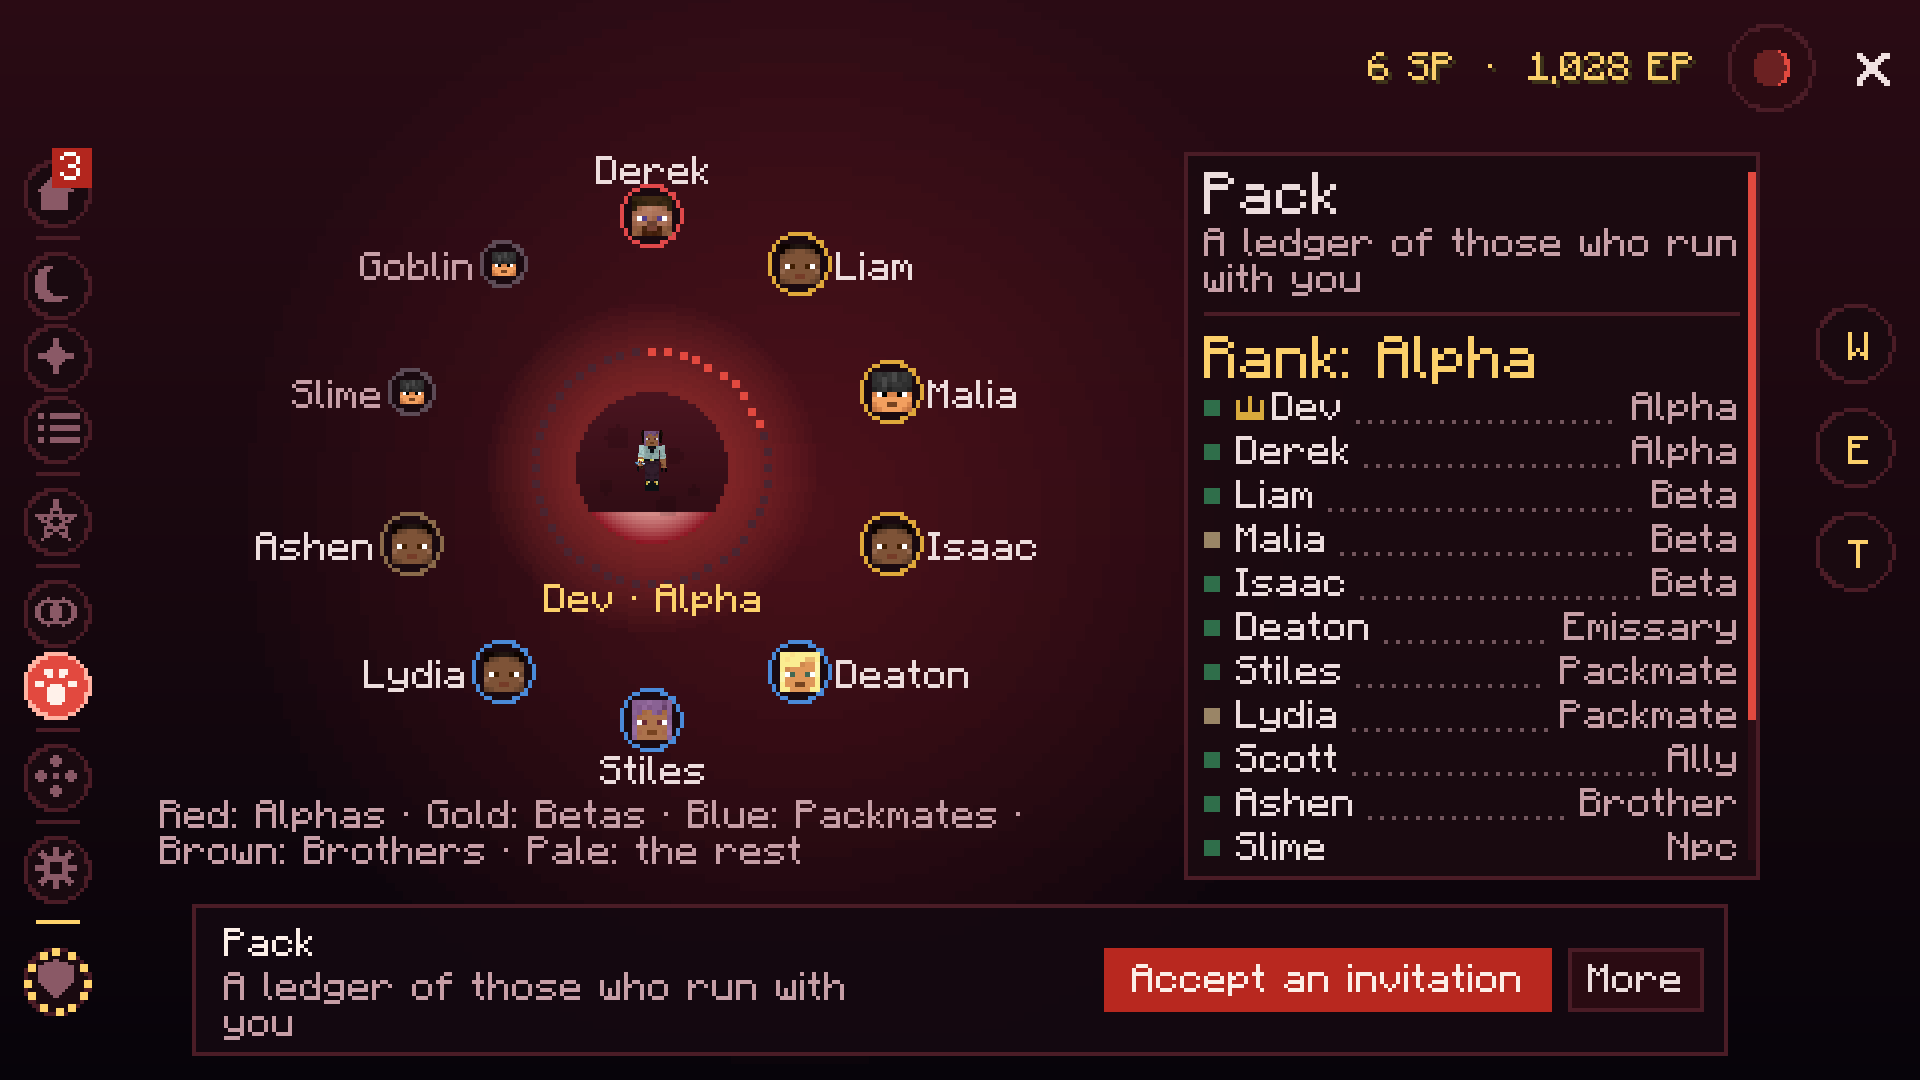 6 SP · 1,028 EP
3
Derek
Goblin
Liam
Slime
Malia
Ashen
Isaac
Dev · Alpha
Lydia
Deaton
Stiles
Red: Alphas · Gold: Betas · Blue: Packmates ·
Brown: Brothers · Pale: the rest
Pack
A ledger of those who run
with you
Rank: Alpha
Dev Alpha
Derek Alpha
Liam Beta
Malia Beta
Isaac Beta
Deaton Emissary
Stiles Packmate
Lydia Packmate
Scott Ally
Ashen Brother
Slime Npc
W
E
T
Pack
A ledger of those who run with
you
Accept an invitation
More